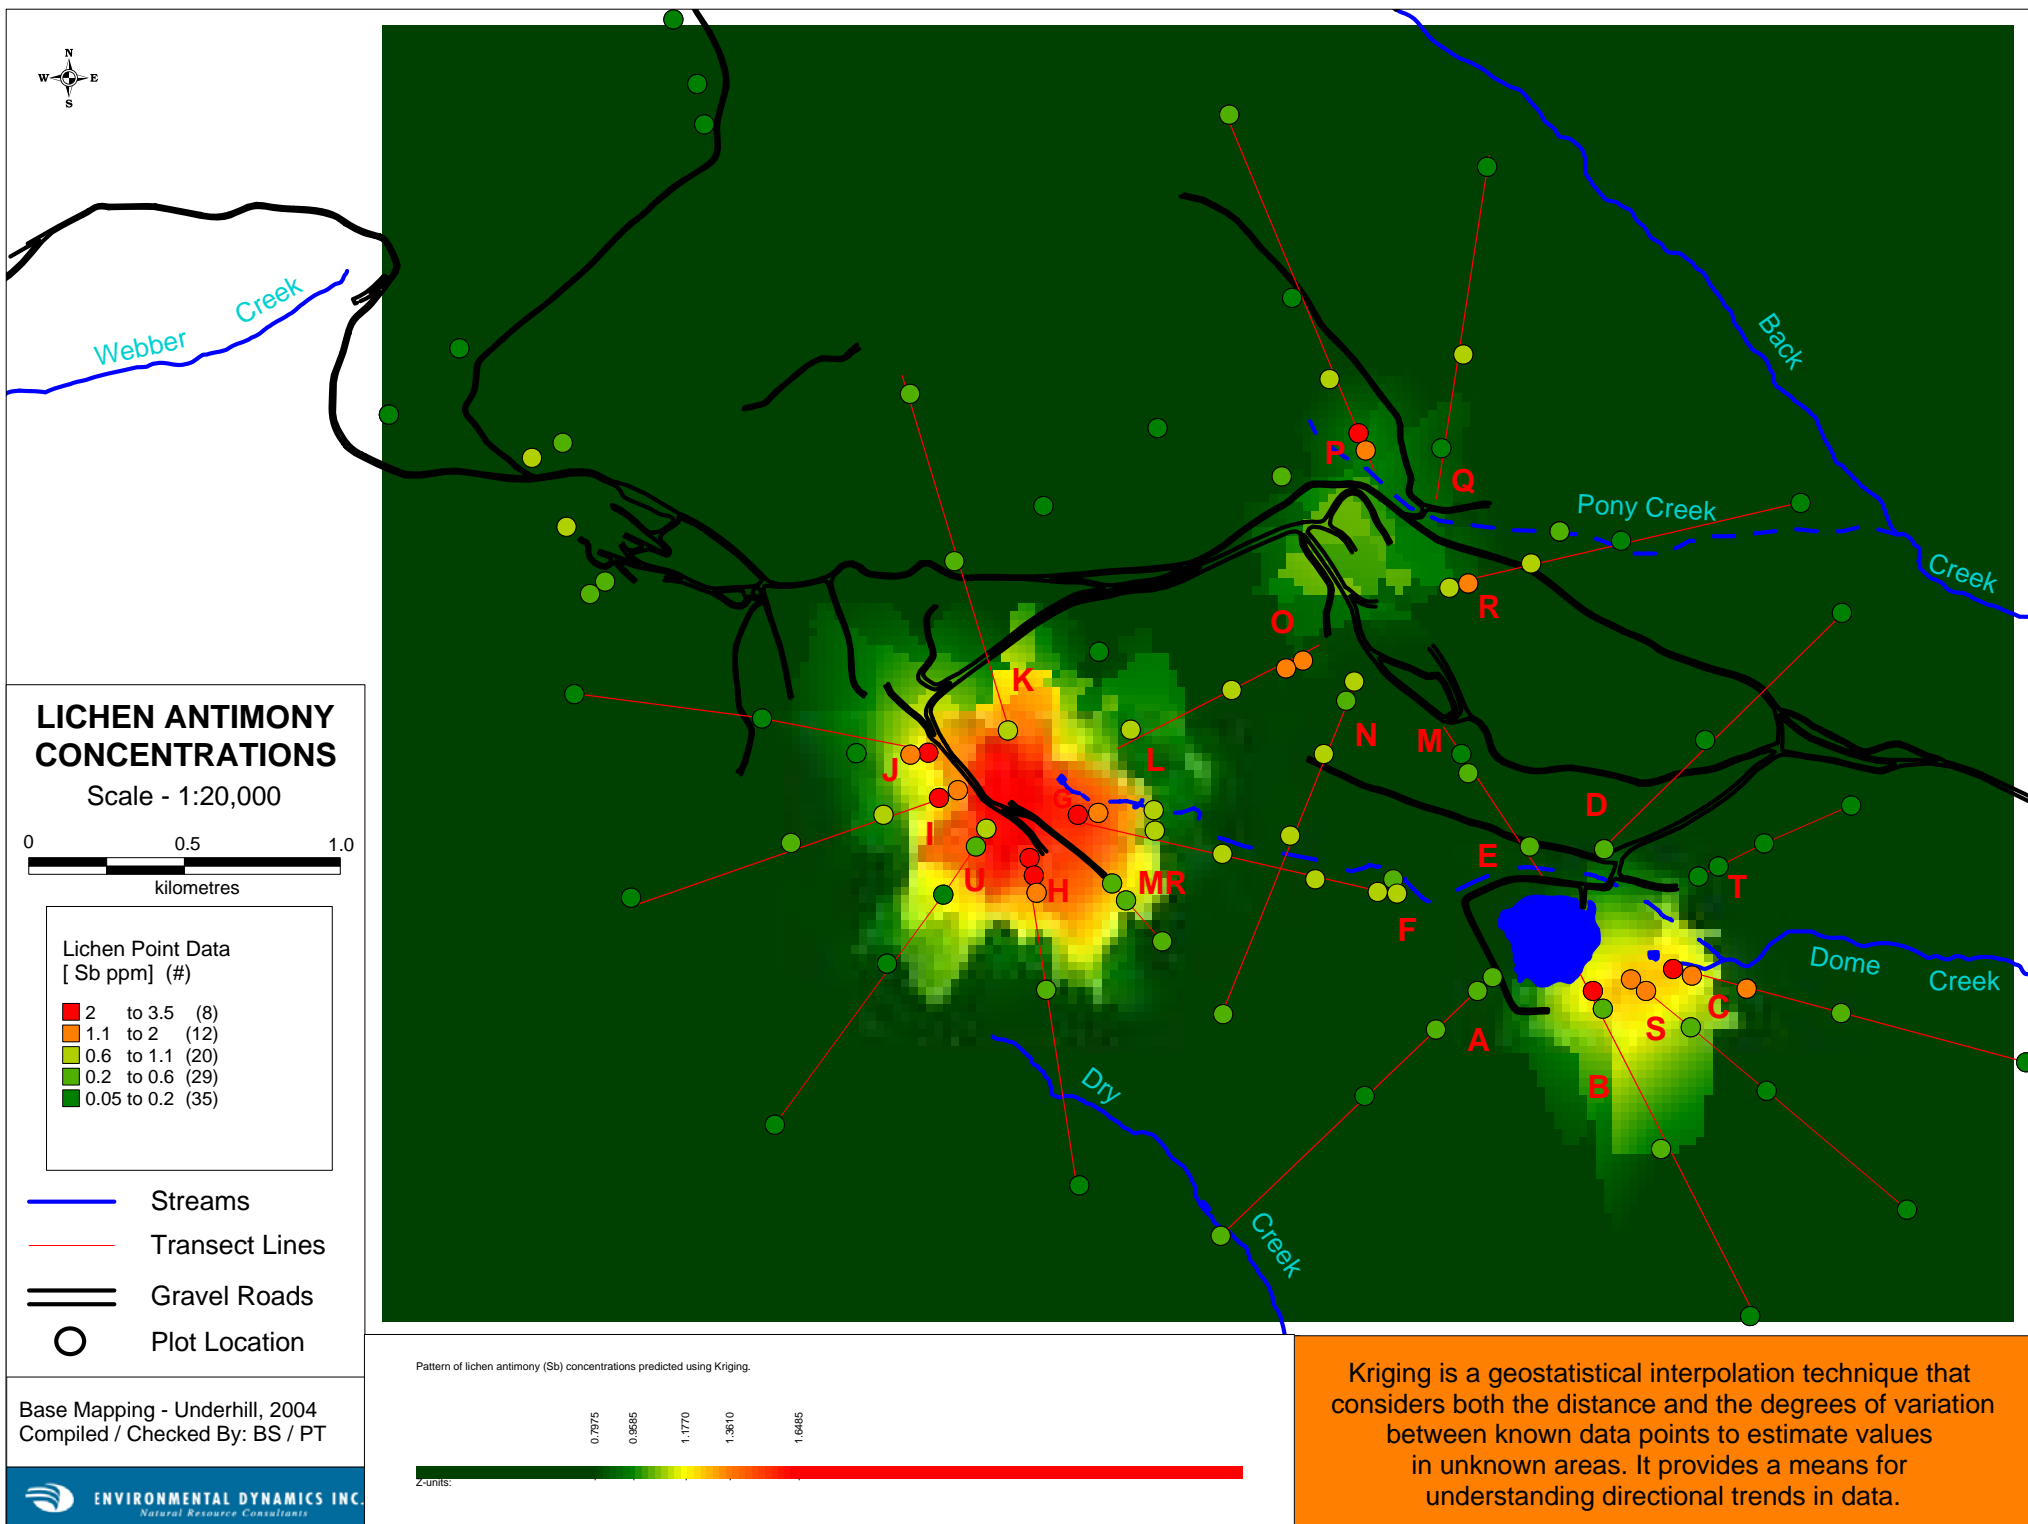 N
W E
S
Webber Creek
Back
Creek
Pony Creek
P
Q
R
O
K
N
M
L
J
G
D
I
E
U
H
MR
T
F
Dome Creek
C
S
A
B
Dry
Creek
LICHEN ANTIMONY
CONCENTRATIONS
Scale - 1:20,000
0 0.5 1.0
kilometres
Lichen Point Data
[ Sb ppm] (#)
2 to 3.5 (8)
1.1 to 2 (12)
0.6 to 1.1 (20)
0.2 to 0.6 (29)
0.05 to 0.2 (35)
Streams
Transect Lines
Gravel Roads
Plot Location
Base Mapping - Underhill, 2004
Compiled / Checked By: BS / PT
ENVIRONMENTAL DYNAMICS INC.
Natural Resource Consultants
Pattern of lichen antimony (Sb) concentrations predicted using Kriging.
0.7975
0.9585
1.1770
1.3610
1.6485
Z-units:
Kriging is a geostatistical interpolation technique that
considers both the distance and the degrees of variation
between known data points to estimate values
in unknown areas. It provides a means for
understanding directional trends in data.